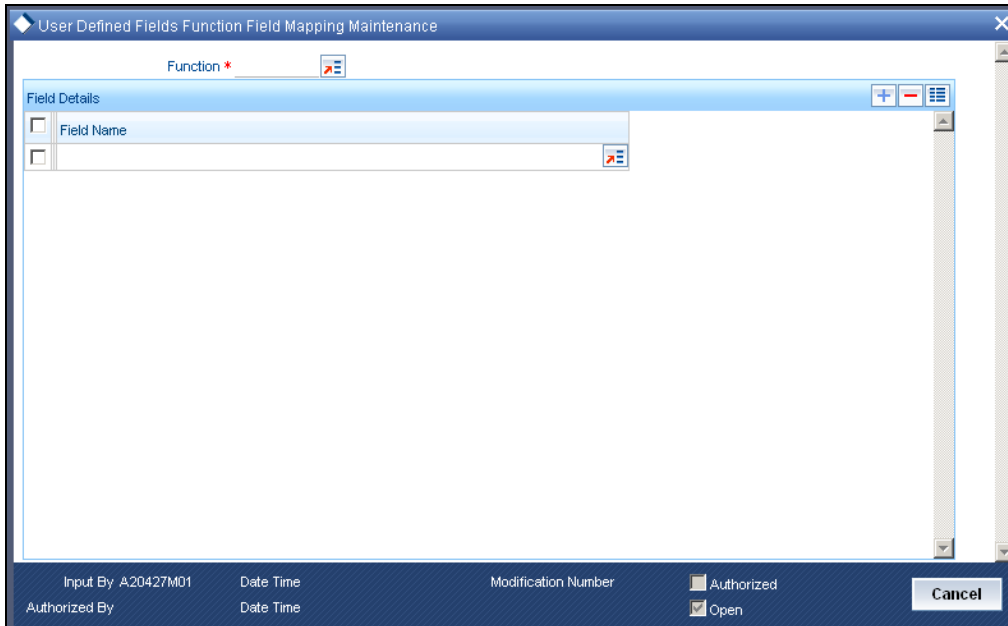 User Defined Fields Function Field Mapping Maintenance
Function *
Field Details
Field Name
Input By A20427M01 Date Time Modification Number Authorized
Authorized By Date Time Open
Cancel